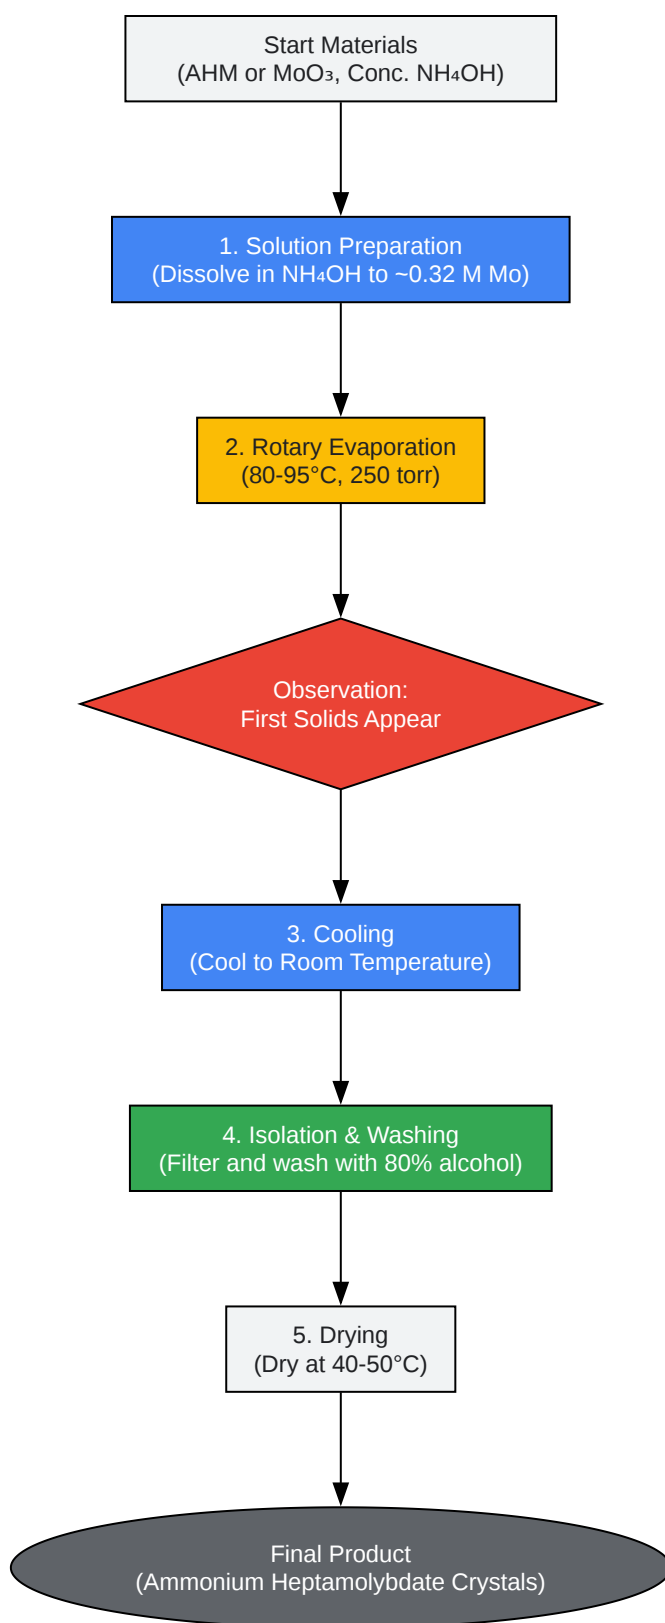 Start Materials
(AHM or MoO₃, Conc. NH₄OH)
1. Solution Preparation
(Dissolve in NH₄OH to ~0.32 M Mo)
2. Rotary Evaporation
(80-95°C, 250 torr)
Observation:
First Solids Appear
3. Cooling
(Cool to Room Temperature)
4. Isolation & Washing
(Filter and wash with 80% alcohol)
5. Drying
(Dry at 40-50°C)
Final Product
(Ammonium Heptamolybdate Crystals)